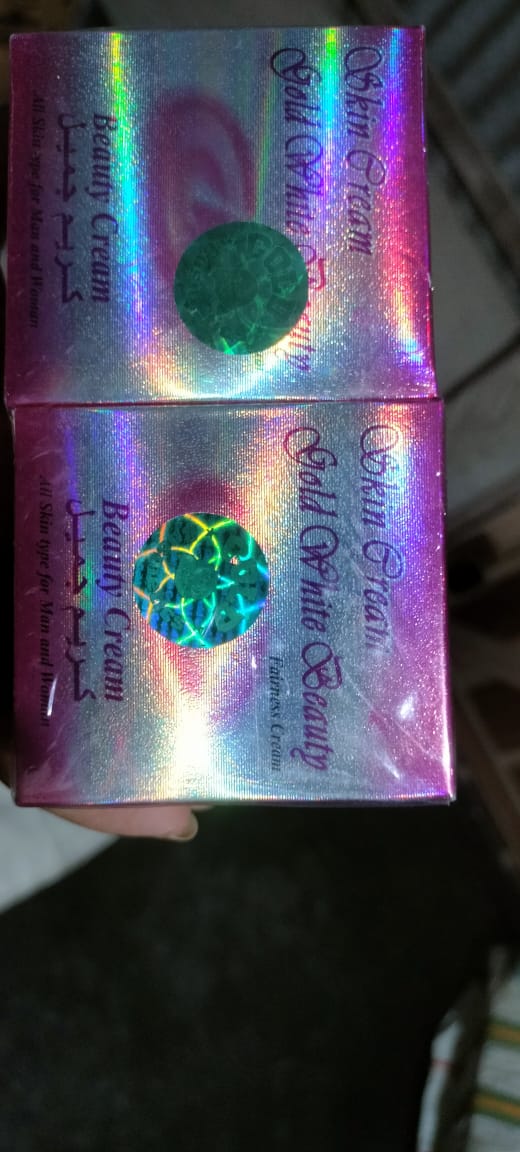 Skin Cream
Gold White Beauty
GOLD
Beauty Cream
كريم جميل
All Skin type for Man and Woman
Skin Cream
Gold White Beauty
Fairness Cream
Beauty Cream
كريم جميل
All Skin type for Man and Woman